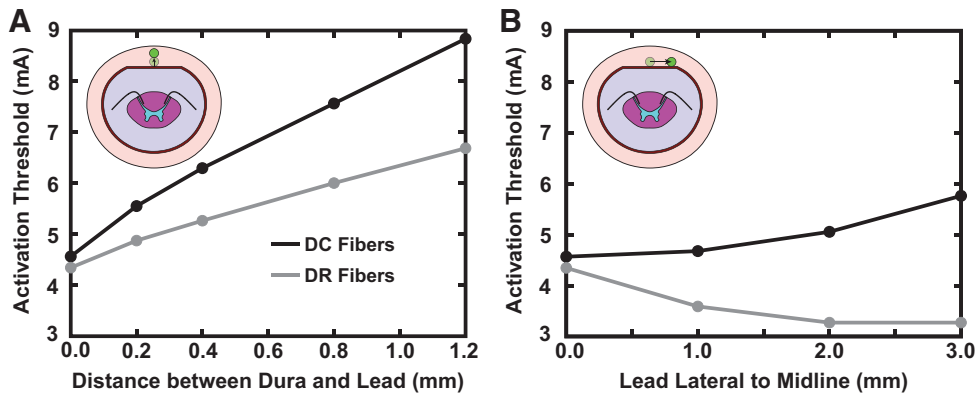 A
Activation Threshold (mA)
9
8
7
6
5
4
3
DC Fibers
DR Fibers
0.0 0.2 0.4 0.6 0.8 1.0 1.2
Distance between Dura and Lead (mm)
B
Activation Threshold (mA)
9
8
7
6
5
4
3
0.0 1.0 2.0 3.0
Lead Lateral to Midline (mm)